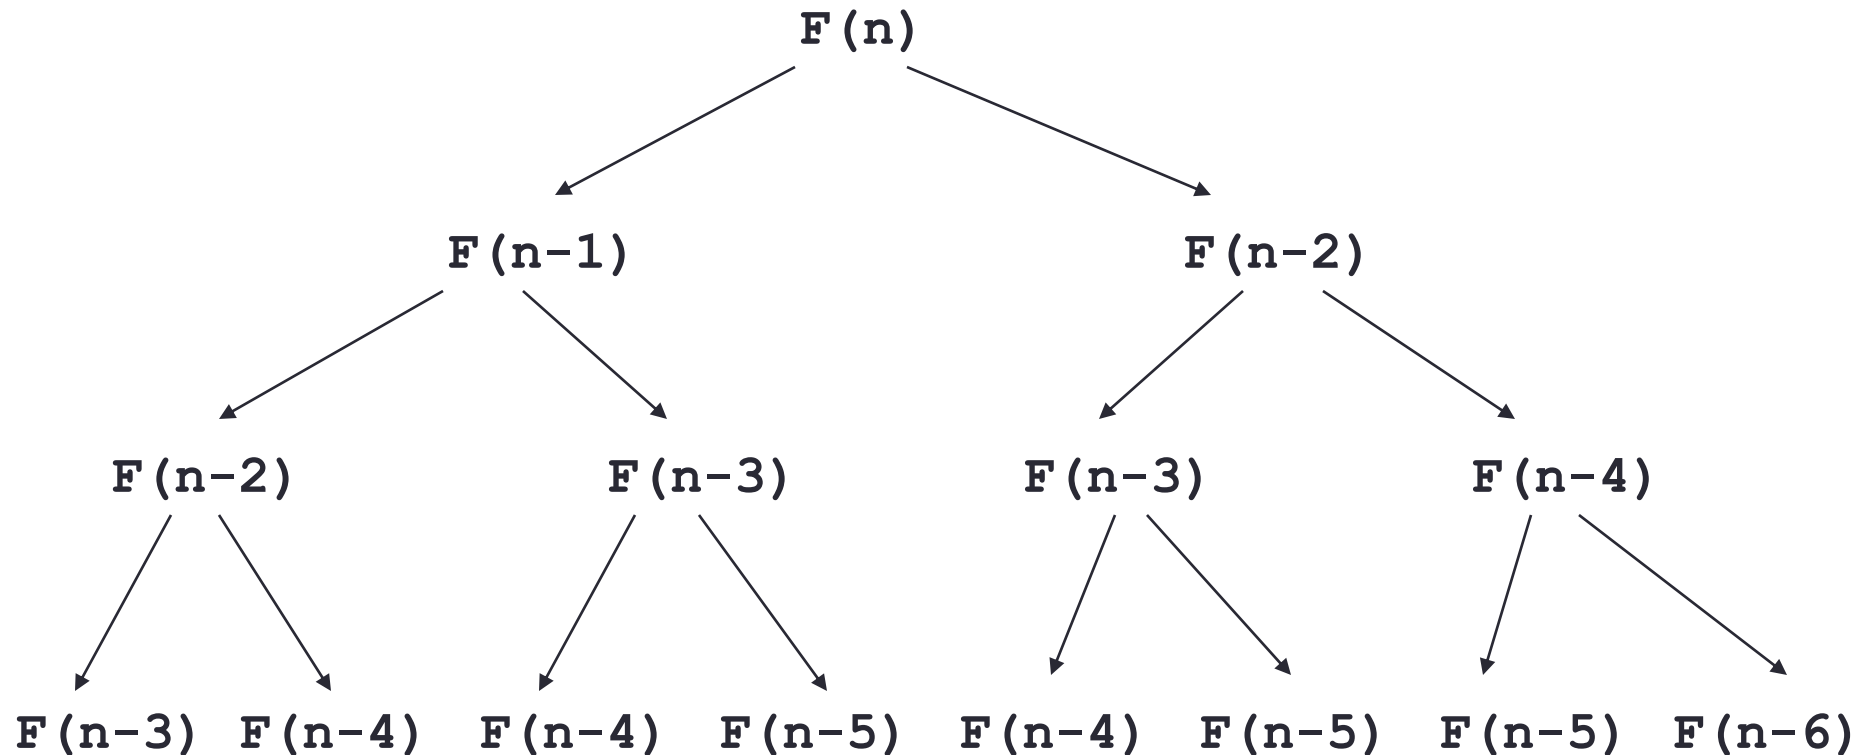 F(n)
F(n-1) F(n-2)
F(n-2) F(n-3) F(n-3) F(n-4)
F(n-3) F(n-4) F(n-4) F(n-5) F(n-4) F(n-5) F(n-5) F(n-6)